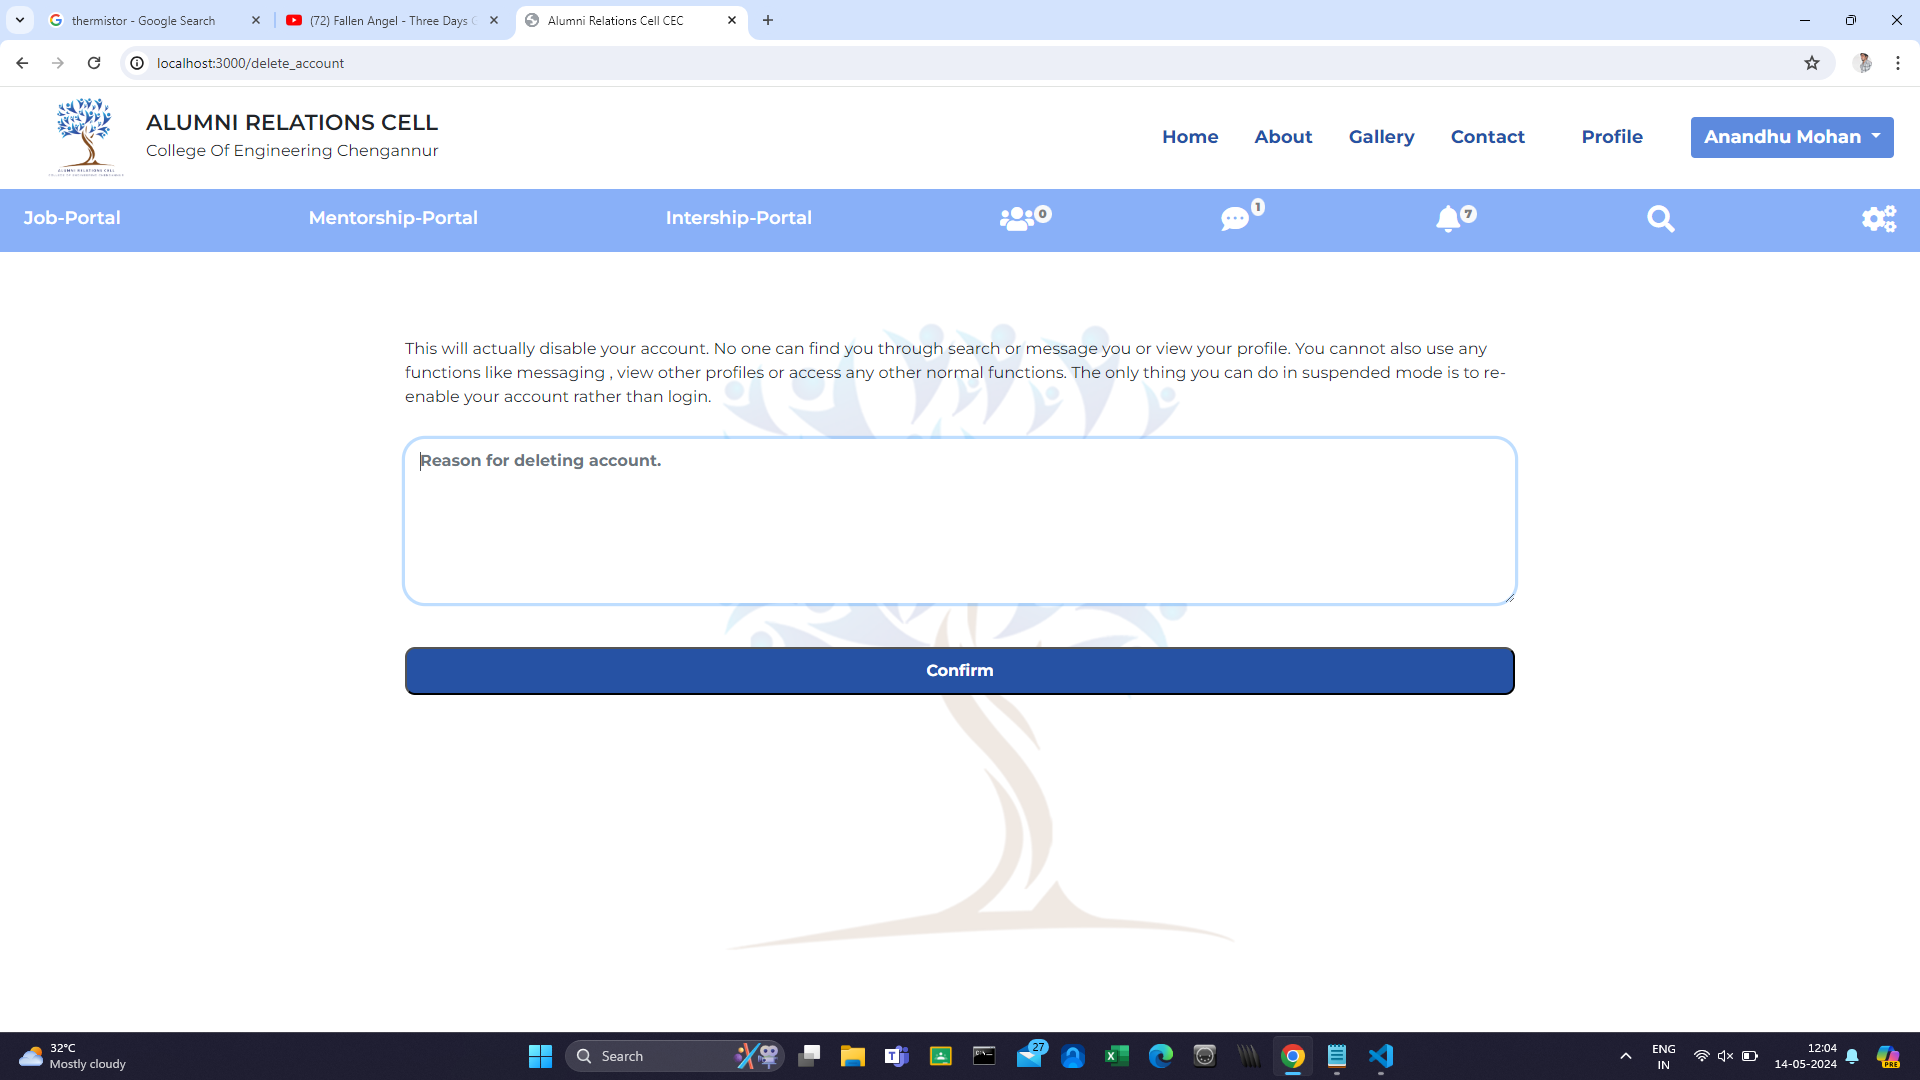 thermistor - Google Search
(72) Fallen Angel - Three Days
Alumni Relations Cell CEC
localhost:3000/delete_account
ALUMNI RELATIONS CELL
College Of Engineering Chengannur
Home
About
Gallery
Contact
Profile
Anandhu Mohan
Job-Portal
Mentorship-Portal
Intership-Portal
0
1
7
This will actually disable your account. No one can find you through search or message you or view your profile. You cannot also use any
functions like messaging , view other profiles or access any other normal functions. The only thing you can do in suspended mode is to re-
enable your account rather than login.
Reason for deleting account.
Confirm
32°C
Mostly cloudy
Search
27
ENG
IN
12:04
14-05-2024
PRE